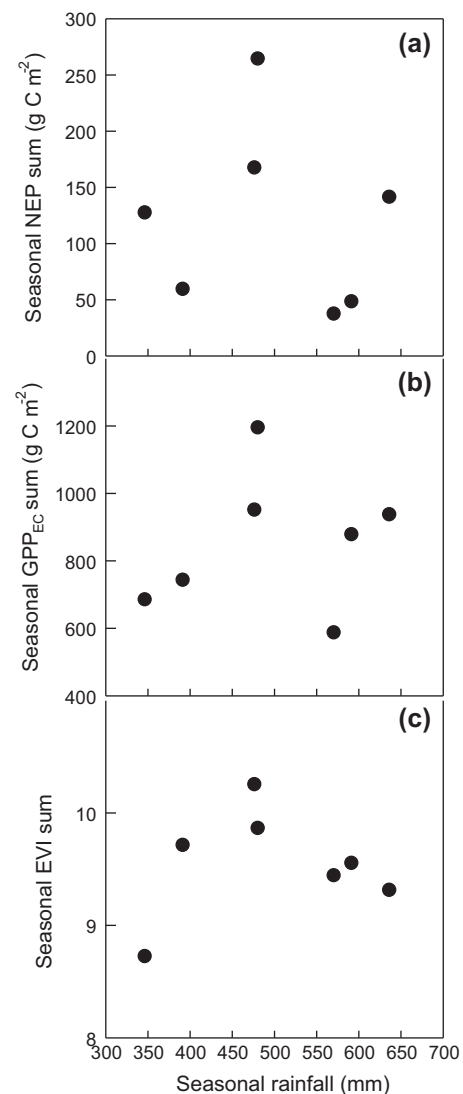 300
(a)
250
200
150
100
50
0
Seasonal NEP sum (g C m⁻²)
(b)
1200
1000
800
600
400
Seasonal GPP_EC sum (g C m⁻²)
(c)
10
9
8
Seasonal EVI sum
300 350 400 450 500 550 600 650 700
Seasonal rainfall (mm)